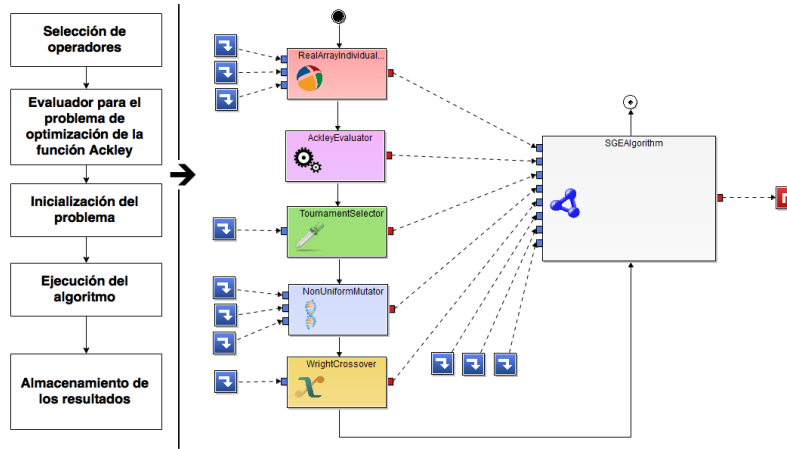 Selección de
operadores
Evaluador para el
problema de
optimización de la
función Ackley
Inicialización del
problema
Ejecución del
algoritmo
Almacenamiento de
los resultados
RealArrayIndividual...
AckleyEvaluator
TournamentSelector
NonUniformMutator
WrightCrossover
SGEAlgorithm